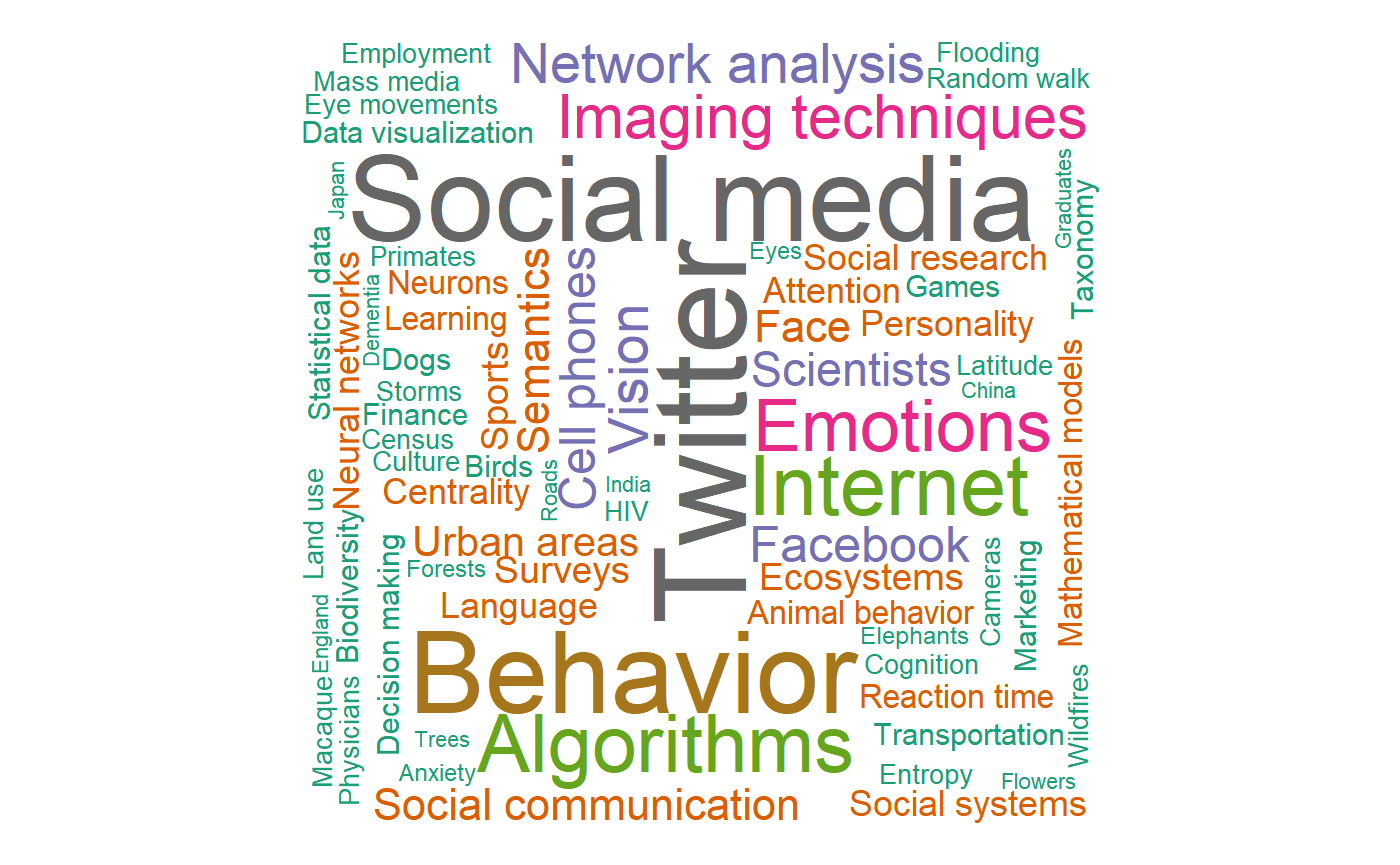 Employment
Network analysis
Flooding
Mass media
Random walk
Eye movements
Imaging techniques
Data visualization
Japan
Social media
Graduates
Taxonomy
Statistical data
Neural networks
Primates
Neurons
Dementia
Learning
Semantics
Cell phones
Vision
Twitter
Eyes
Social research
Attention
Games
Face
Personality
Sports
Dogs
Scientists
Latitude
China
Storms
Finance
Census
Culture
Birds
Centrality
Roads
India
HIV
Emotions
Internet
Mathematical models
Land use
Biodiversity
Decision making
Urban areas
Forests
Surveys
Language
Facebook
Ecosystems
Cameras
Marketing
Animal behavior
England
Elephants
Behavior
Cognition
Macaque
Physicians
Reaction time
Wildfires
Trees
Algorithms
Transportation
Anxiety
Entropy
Flowers
Social communication
Social systems